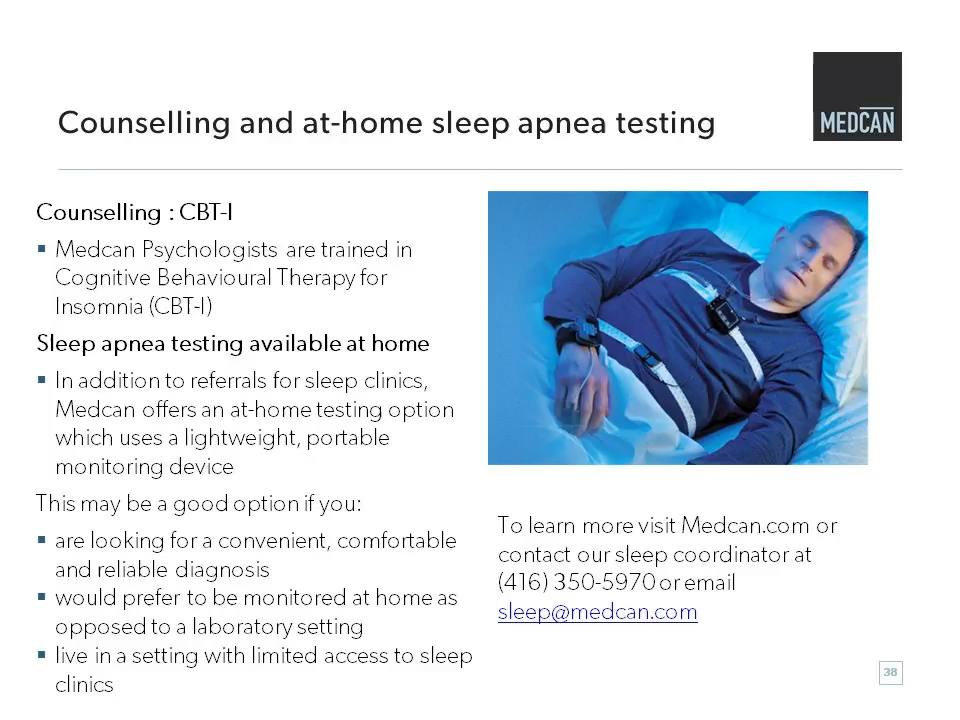 Counselling and at-home sleep apnea testing
MEDCAN
Counselling : CBT-I
▪ Medcan Psychologists are trained in
Cognitive Behavioural Therapy for
Insomnia (CBT-I)
Sleep apnea testing available at home
▪ In addition to referrals for sleep clinics,
Medcan offers an at-home testing option
which uses a lightweight, portable
monitoring device
This may be a good option if you:
▪ are looking for a convenient, comfortable
and reliable diagnosis
▪ would prefer to be monitored at home as
opposed to a laboratory setting
▪ live in a setting with limited access to sleep
clinics
To learn more visit Medcan.com or
contact our sleep coordinator at
(416) 350-5970 or email
sleep@medcan.com
38